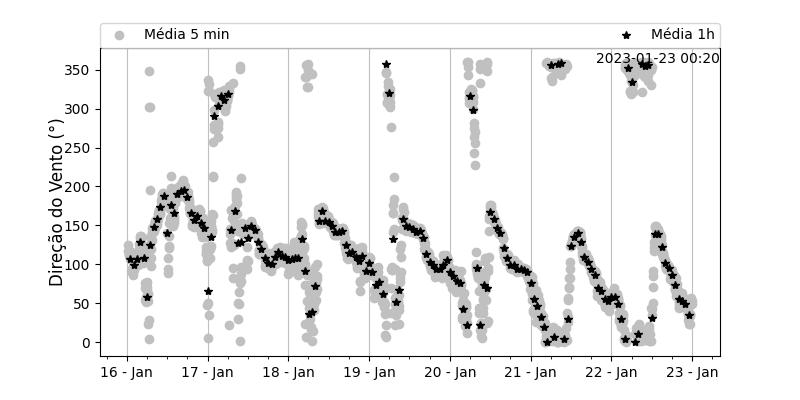 Média 5 min
Média 1h
2023-01-23 00:20
Direção do Vento (°)
350
300
250
200
150
100
50
0
16 - Jan
17 - Jan
18 - Jan
19 - Jan
20 - Jan
21 - Jan
22 - Jan
23 - Jan